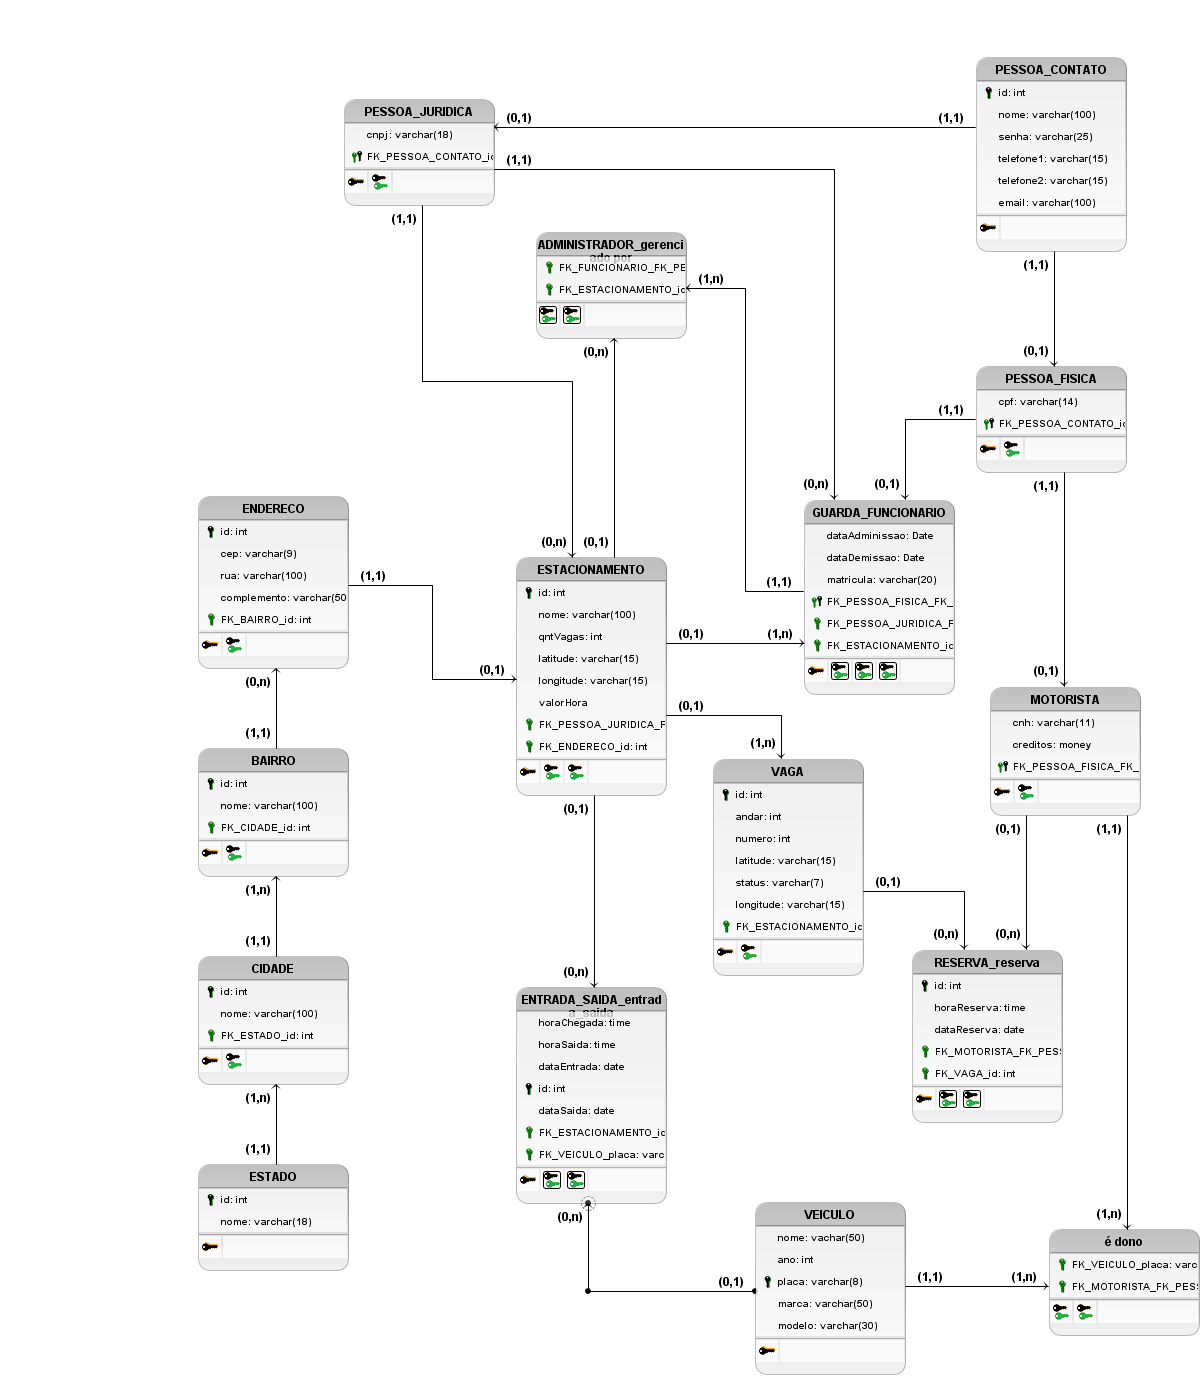 PESSOA_CONTATO
id: int
nome: varchar(100)
senha: varchar(25)
telefone1: varchar(15)
telefone2: varchar(15)
email: varchar(100)
PESSOA_JURIDICA
cnpj: varchar(18)
FK_PESSOA_CONTATO_ic
(0,1)
(1,1)
(1,1)
(1,1)
ADMINISTRADOR_gerenci
ado por
FK_FUNCIONARIO_FK_PE
FK_ESTACIONAMENTO_ic
(1,n)
(0,n)
(1,1)
(0,1)
PESSOA_FISICA
cpf: varchar(14)
FK_PESSOA_CONTATO_ic
(1,1)
(1,1)
(0,n)
(0,1)
GUARDA_FUNCIONARIO
dataAdminissao: Date
dataDemissao: Date
matricula: varchar(20)
FK_PESSOA_FISICA_FK_
FK_PESSOA_JURIDICA_F
FK_ESTACIONAMENTO_ic
(1,1)
ENDERECO
id: int
cep: varchar(9)
rua: varchar(100)
complemento: varchar(50
FK_BAIRRO_id: int
(1,1)
(0,n)
(0,1)
(0,n)
(0,1)
ESTACIONAMENTO
id: int
nome: varchar(100)
qntVagas: int
latitude: varchar(15)
longitude: varchar(15)
valorHora
FK_PESSOA_JURIDICA_F
FK_ENDERECO_id: int
(0,1)
(1,n)
(0,1)
(1,n)
(0,1)
(0,1)
MOTORISTA
cnh: varchar(11)
creditos: money
FK_PESSOA_FISICA_FK_
(0,1)
(1,1)
(1,1)
BAIRRO
id: int
nome: varchar(100)
FK_CIDADE_id: int
(1,n)
(1,1)
VAGA
id: int
andar: int
numero: int
latitude: varchar(15)
status: varchar(7)
longitude: varchar(15)
FK_ESTACIONAMENTO_ic
(0,1)
(0,n)
(0,n)
RESERVA_reserva
id: int
horaReserva: time
dataReserva: date
FK_MOTORISTA_FK_PES
FK_VAGA_id: int
CIDADE
id: int
nome: varchar(100)
FK_ESTADO_id: int
(1,n)
(1,1)
ESTADO
id: int
nome: varchar(18)
(0,n)
ENTRADA_SAIDA_entrad
a_saida
horaChegada: time
horaSaida: time
dataEntrada: date
id: int
dataSaida: date
FK_ESTACIONAMENTO_ic
FK_VEICULO_placa: varc
(0,n)
(0,1)
VEICULO
nome: vachar(50)
ano: int
placa: varchar(8)
marca: varchar(50)
modelo: varchar(30)
(1,1)
(1,n)
(1,n)
é dono
FK_VEICULO_placa: varc
FK_MOTORISTA_FK_PES